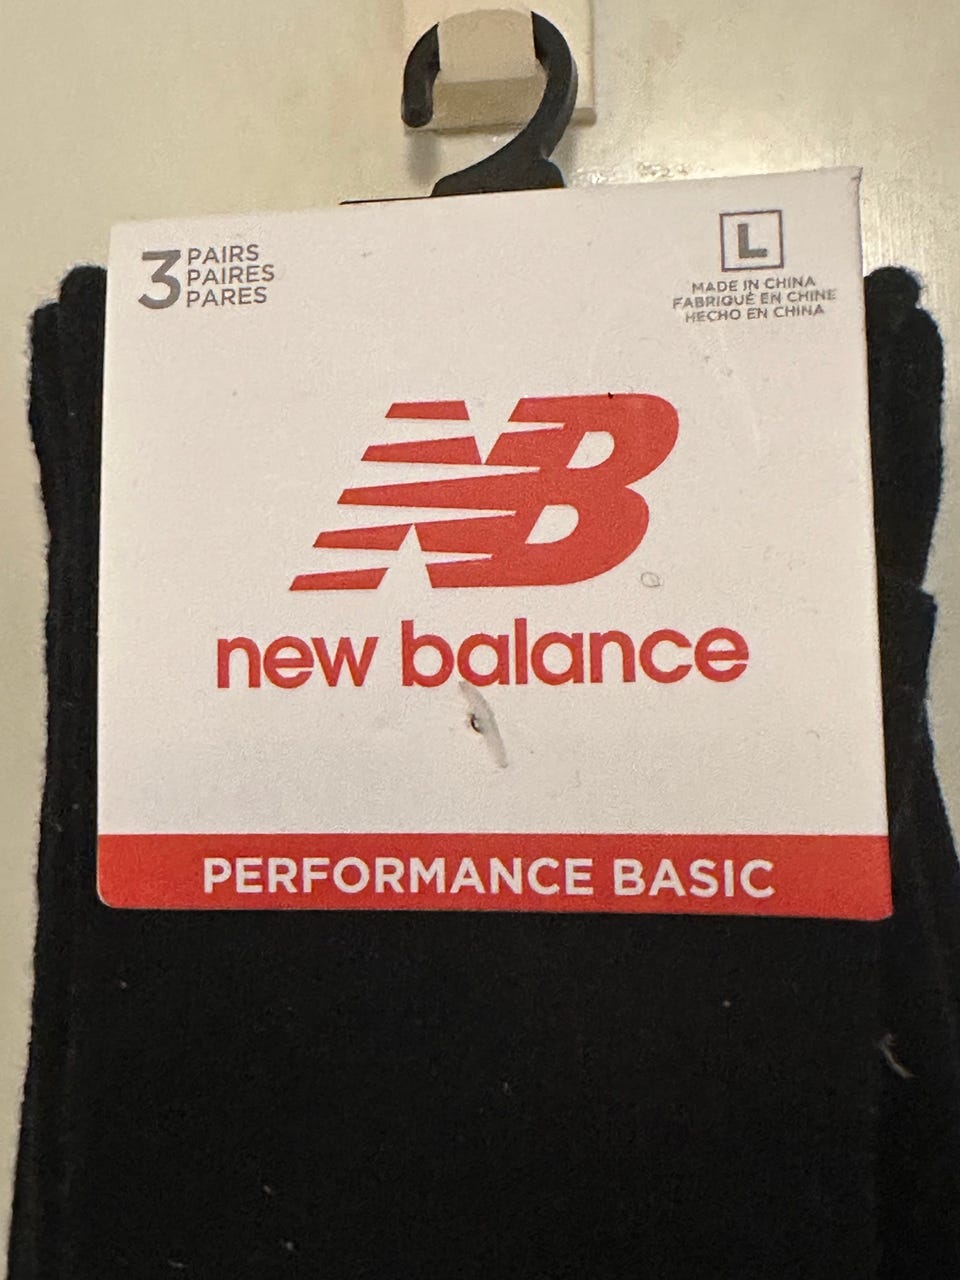 3 PAIRS
PAIRES
PARES
L
MADE IN CHINA
FABRIQUÉ EN CHINE
HECHO EN CHINA
NB
new balance
PERFORMANCE BASIC